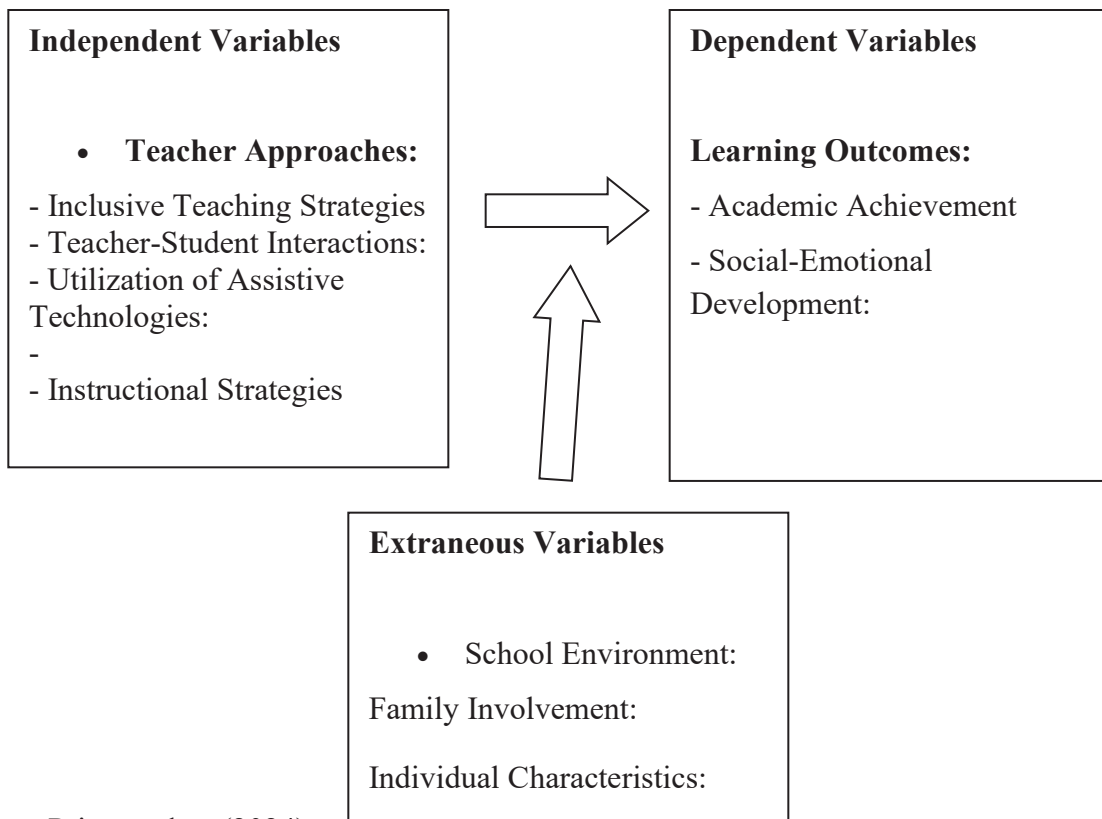 Independent Variables
• Teacher Approaches:
- Inclusive Teaching Strategies
- Teacher-Student Interactions:
- Utilization of Assistive
Technologies:
-
- Instructional Strategies
Dependent Variables
Learning Outcomes:
- Academic Achievement
- Social-Emotional
Development:
Extraneous Variables
• School Environment:
Family Involvement:
Individual Characteristics: